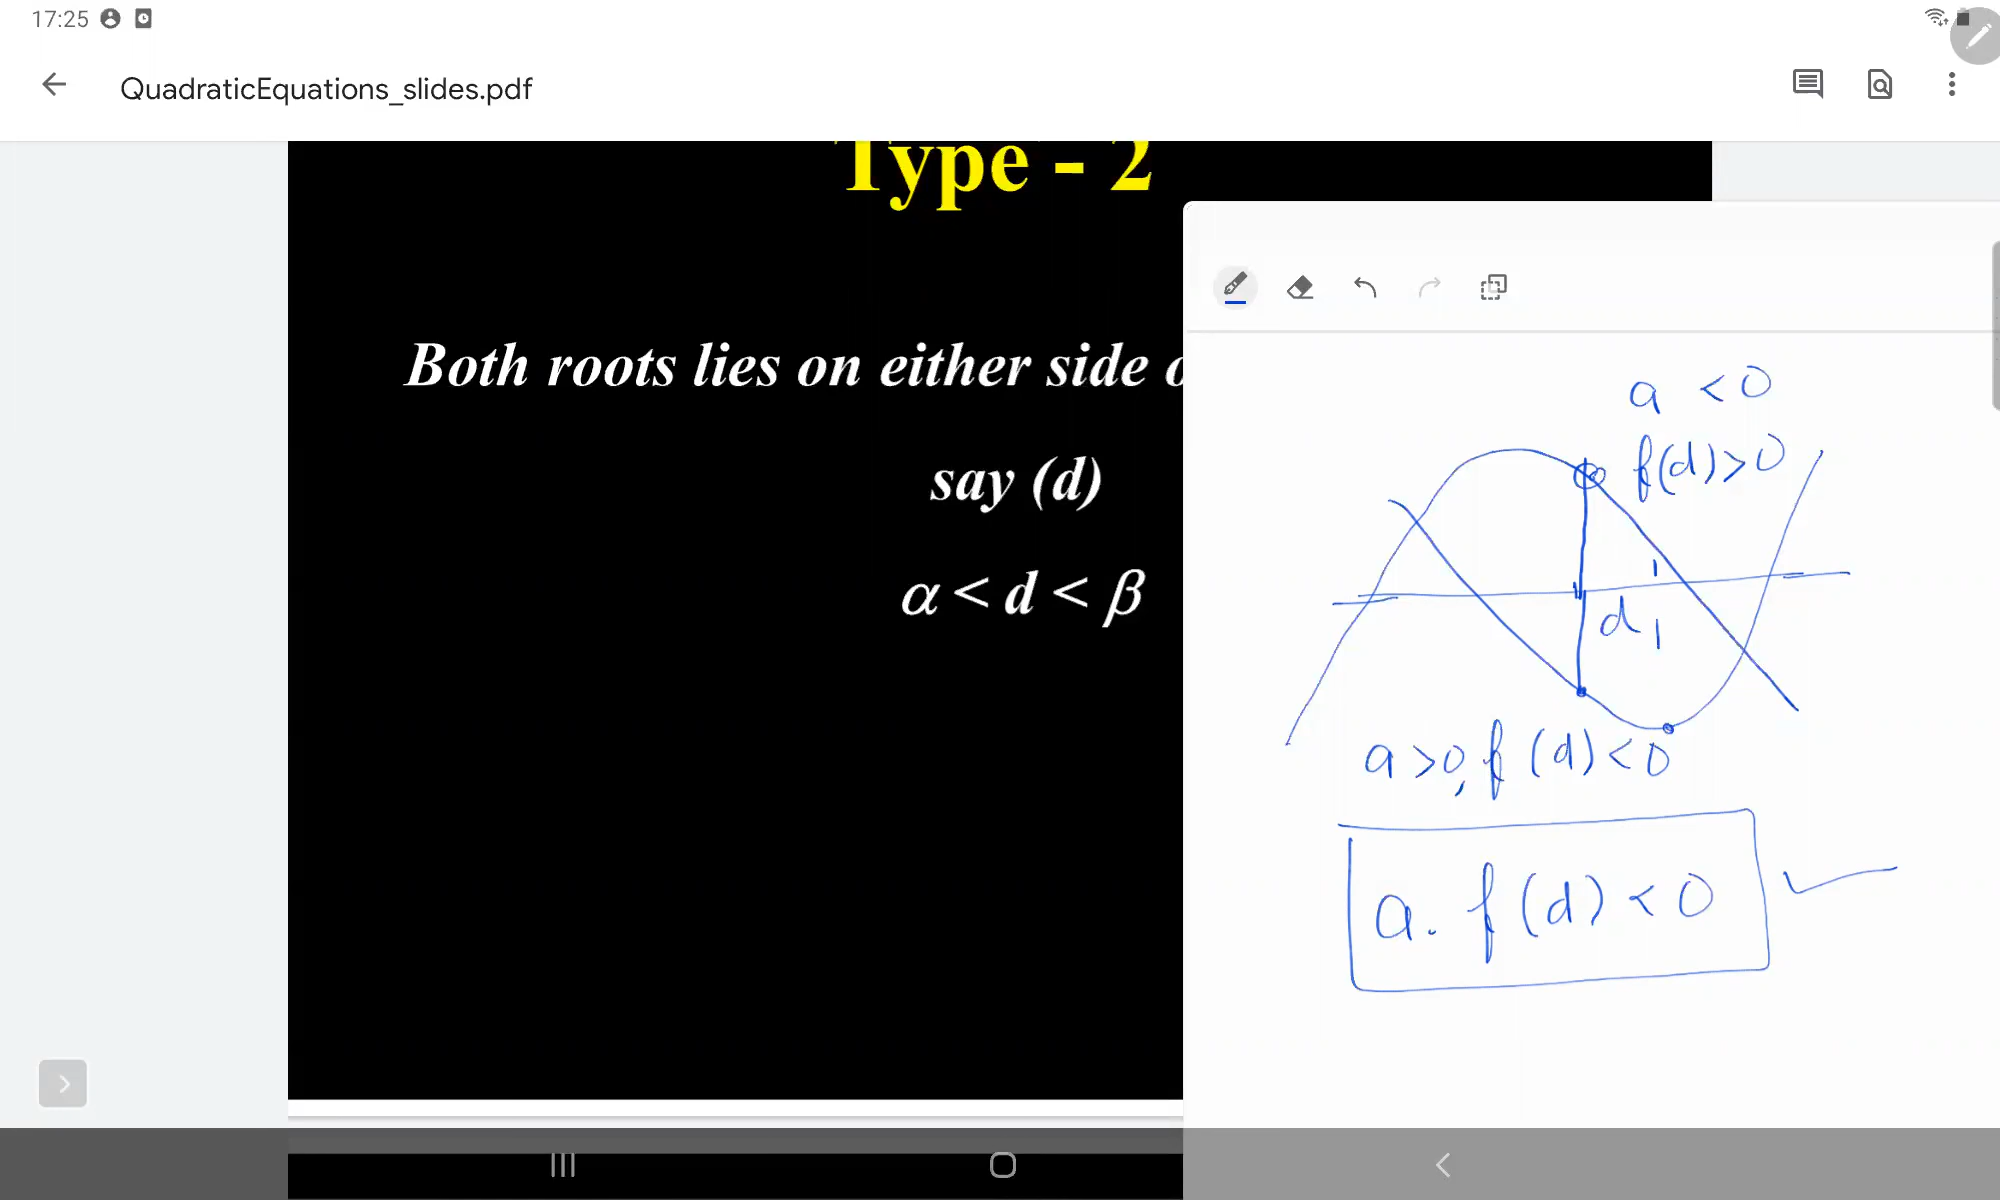 17:25
QuadraticEquations_slides.pdf
Type - 2
Both roots lies on either side
say (d)
α < d < β
a < 0
f(d) > 0
d
a > 0, f(d) < 0
a. f(d) < 0